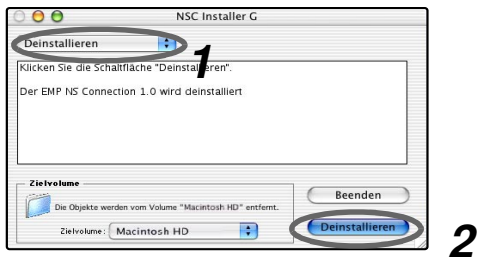 NSC Installer G
Deinstallieren
1
Klicken Sie die Schaltfläche "Deinstallieren".
Der EMP NS Connection 1.0 wird deinstalliert
Zielvolume
Die Objekte werden vom Volume "Macintosh HD" entfernt.
Zielvolume: Macintosh HD
Beenden
Deinstallieren
2